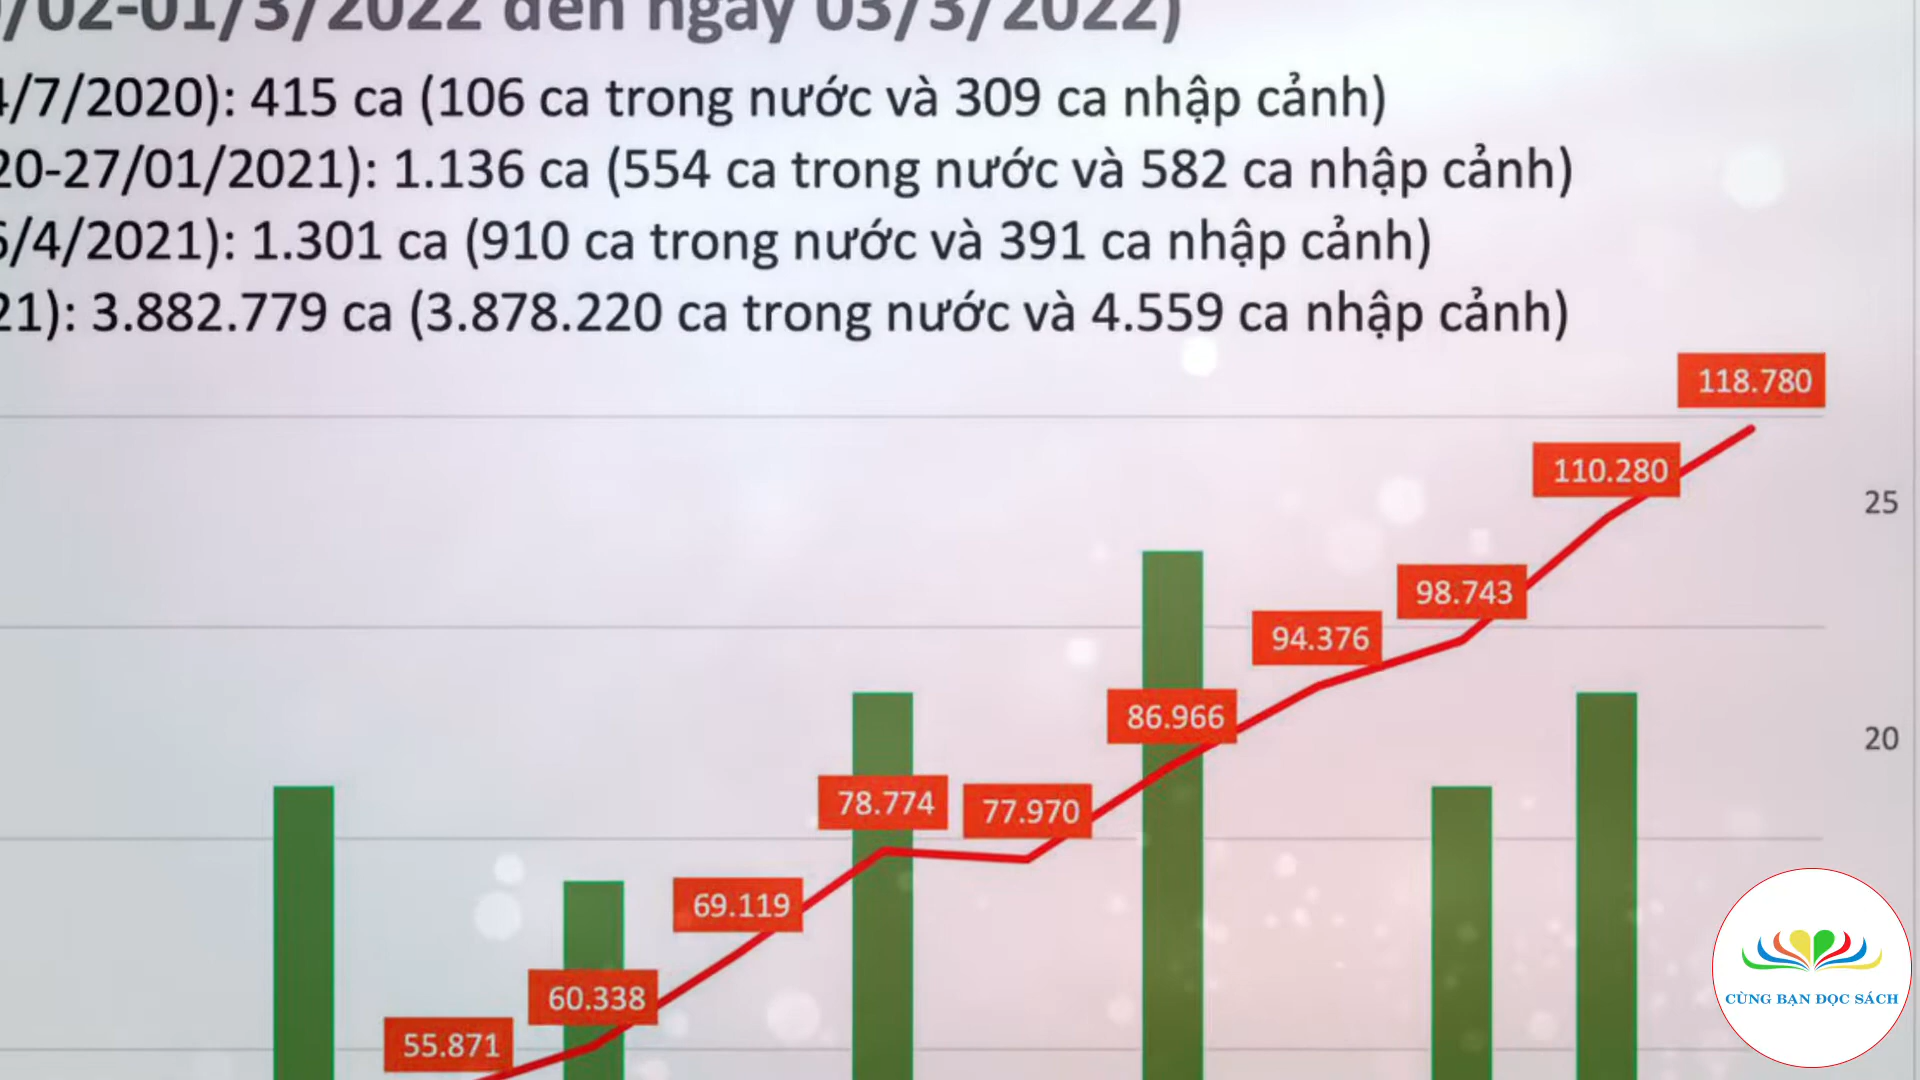 /02-01/3/2022 đến ngày 03/3/2022)
4/7/2020): 415 ca (106 ca trong nước và 309 ca nhập cảnh)
20-27/01/2021): 1.136 ca (554 ca trong nước và 582 ca nhập cảnh)
/4/2021): 1.301 ca (910 ca trong nước và 391 ca nhập cảnh)
21): 3.882.779 ca (3.878.220 ca trong nước và 4.559 ca nhập cảnh)
118.780
110.280
25
98.743
94.376
86.966
20
78.774
77.970
69.119
60.338
55.871
CÙNG BẠN ĐỌC SÁCH